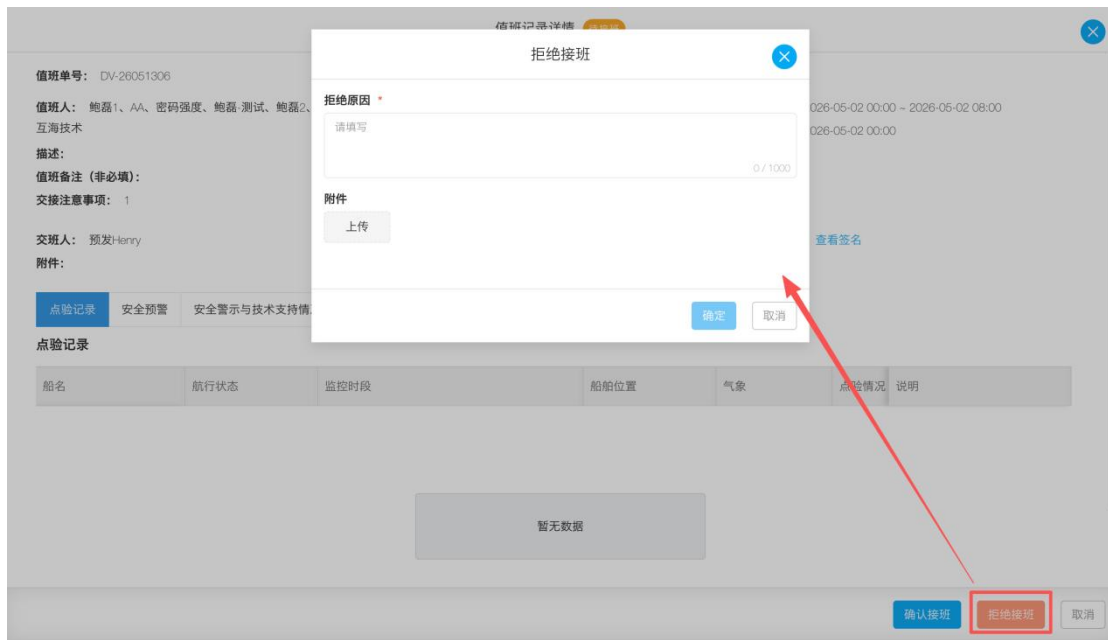 值班记录详情 待接班
拒绝接班
值班单号： DV-26051306
值班人： 鲍磊1、AA、密码强度、鲍磊-测试、鲍磊2、
互海技术
026-05-02 00:00 ~ 2026-05-02 08:00
026-05-02 00:00
描述：
值班备注（非必填）：
交接注意事项： 1
交班人： 预发Henry
查看签名
附件：
拒绝原因 *
请填写
0 / 1000
附件
上传
确定 取消
点验记录 安全预警 安全警示与技术支持情
点验记录
船名 航行状态 监控时段 船舶位置 气象 点验情况 说明
暂无数据
确认接班 拒绝接班 取消